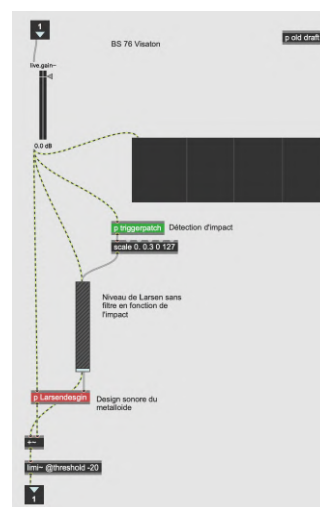 1
BS 76 Visaton
p old draft
live.gain~
0.0 dB
p triggerpatch
Détection d'impact
scale 0. 0.3 0 127
Niveau de Larsen sans
filtre en fonction de
l'impact
p Larsendesgin
Design sonore du
metalloide
+~
limi~ @threshold -20
1